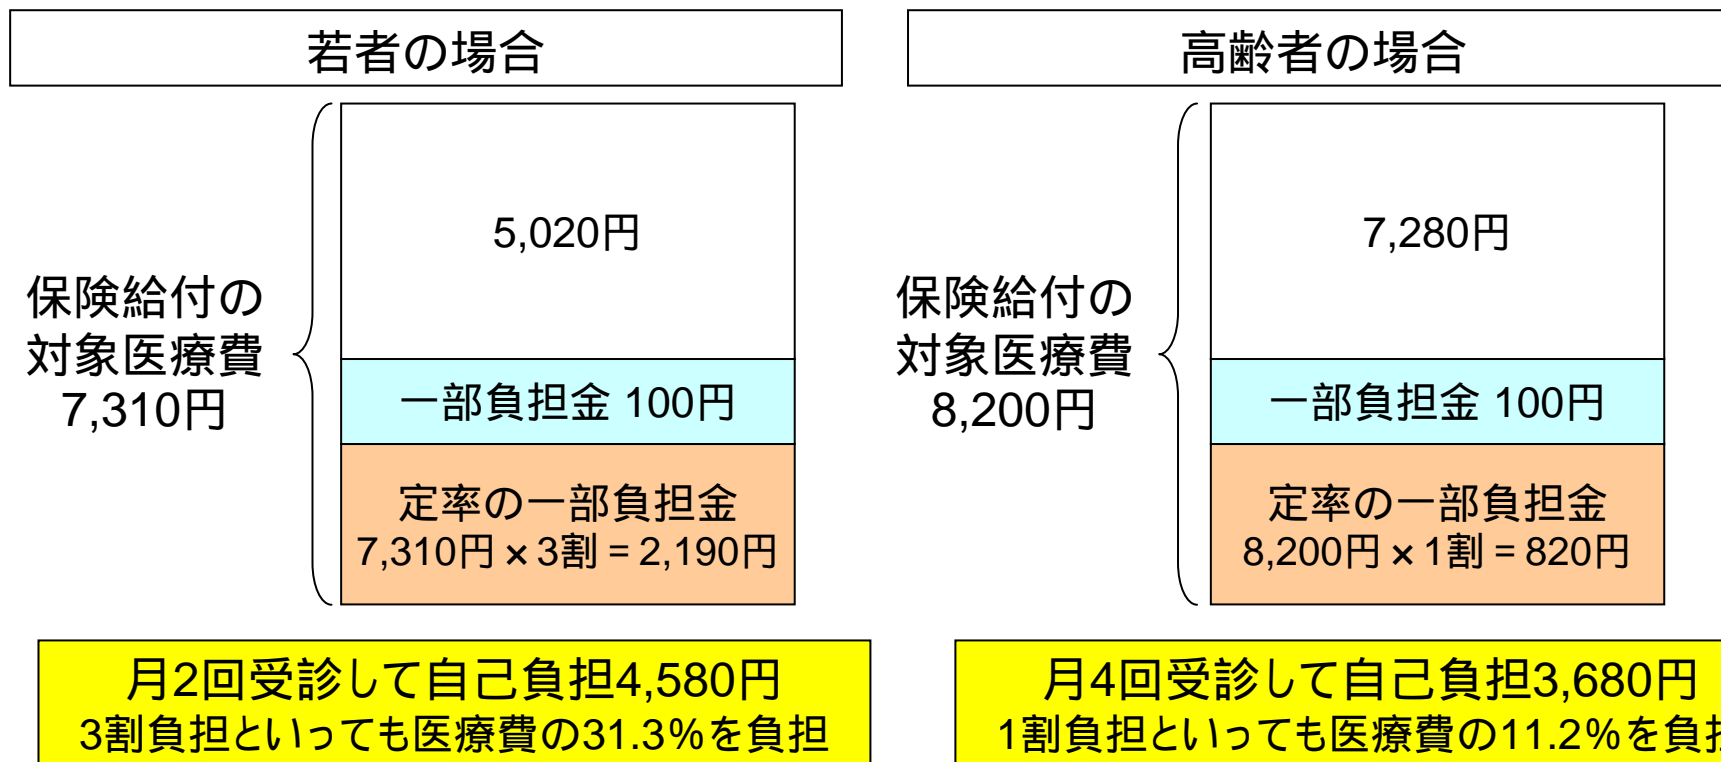 若者の場合
保険給付の
対象医療費
7,310円
5,020円
一部負担金 100円
定率の一部負担金
7,310円×3割=2,190円
月2回受診して自己負担4,580円
3割負担といっても医療費の31.3%を負担
高齢者の場合
保険給付の
対象医療費
8,200円
7,280円
一部負担金 100円
定率の一部負担金
8,200円×1割=820円
月4回受診して自己負担3,680円
1割負担といっても医療費の11.2%を負担